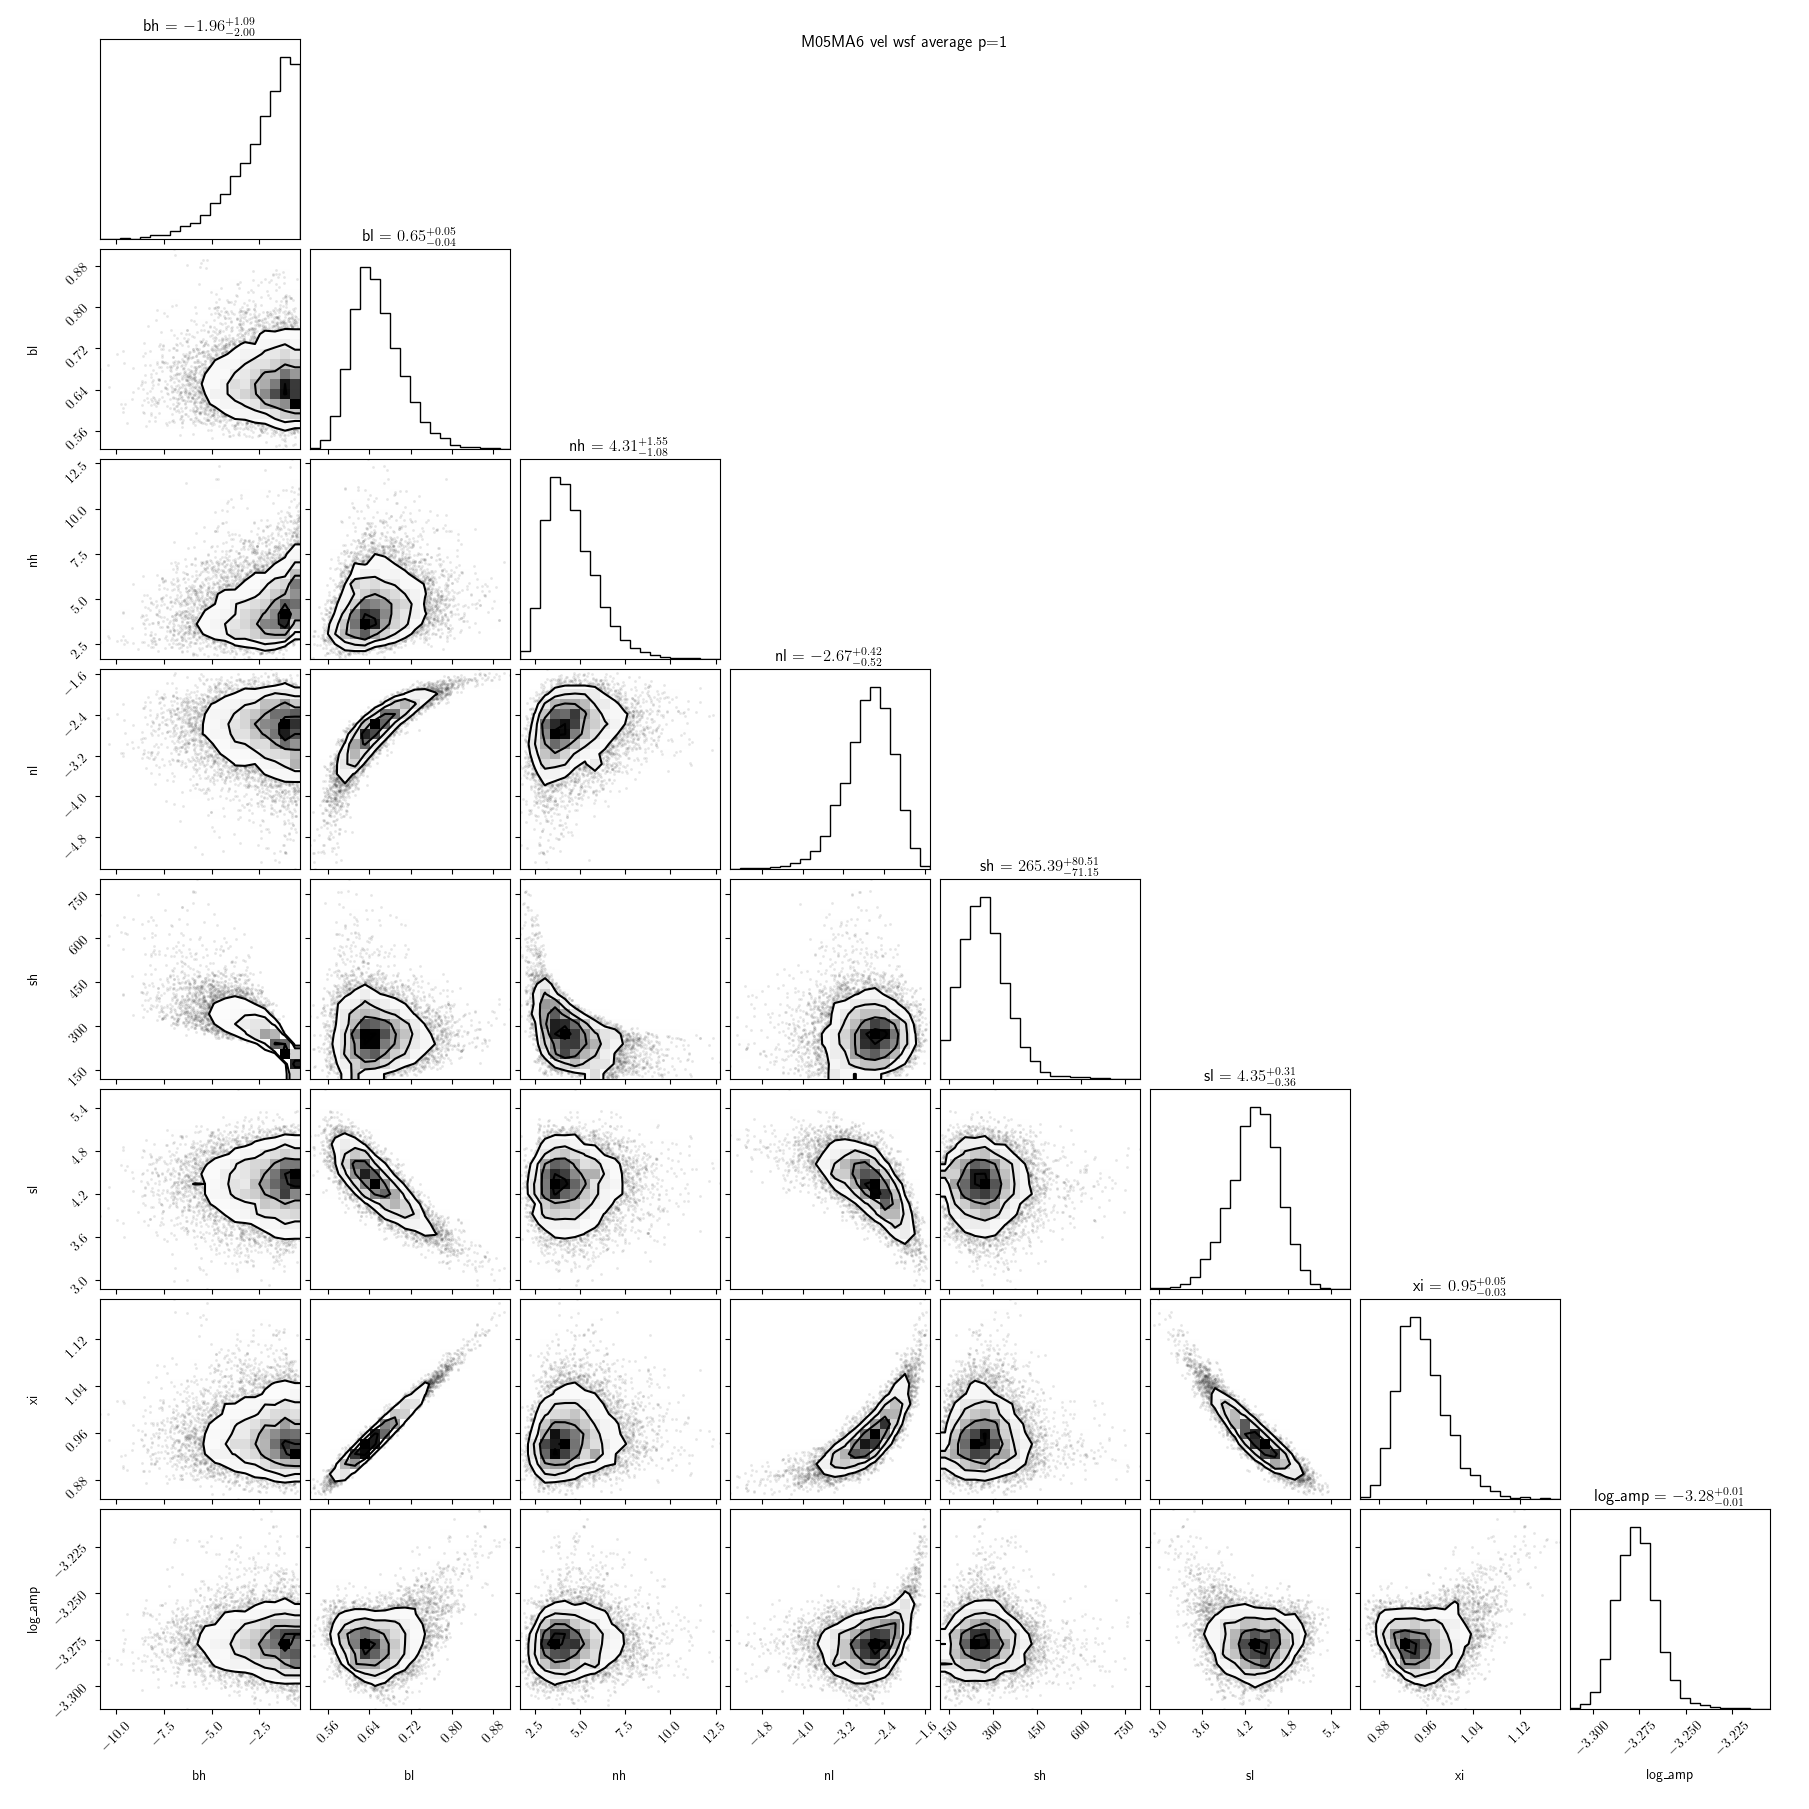 M05MA6 vel wsf average p=1
bh = −1.96+1.09−2.00
bl = 0.65+0.05−0.04
nh = 4.31+1.55−1.08
nl = −2.67+0.42−0.52
sh = 265.39+80.51−71.15
sl = 4.35+0.31−0.36
xi = 0.95+0.05−0.03
log_amp = −3.28+0.01−0.01
0.88
0.80
0.72
0.64
0.56
bl
12.5
10.0
7.5
5.0
2.5
nh
−1.6
−2.4
−3.2
−4.0
−4.8
nl
750
600
450
300
150
sh
5.4
4.8
4.2
3.6
3.0
sl
1.12
1.04
0.96
0.88
xi
−3.225
−3.250
−3.275
−3.300
log_amp
−10.0 −7.5 −5.0 −2.5
0.56 0.64 0.72 0.80 0.88
2.5 5.0 7.5 10.0 12.5
−4.8 −4.0 −3.2 −2.4 −1.6
150 300 450 600 750
3.0 3.6 4.2 4.8 5.4
0.88 0.96 1.04 1.12
−3.300 −3.275 −3.250 −3.225
bh bl nh nl sh sl xi log_amp